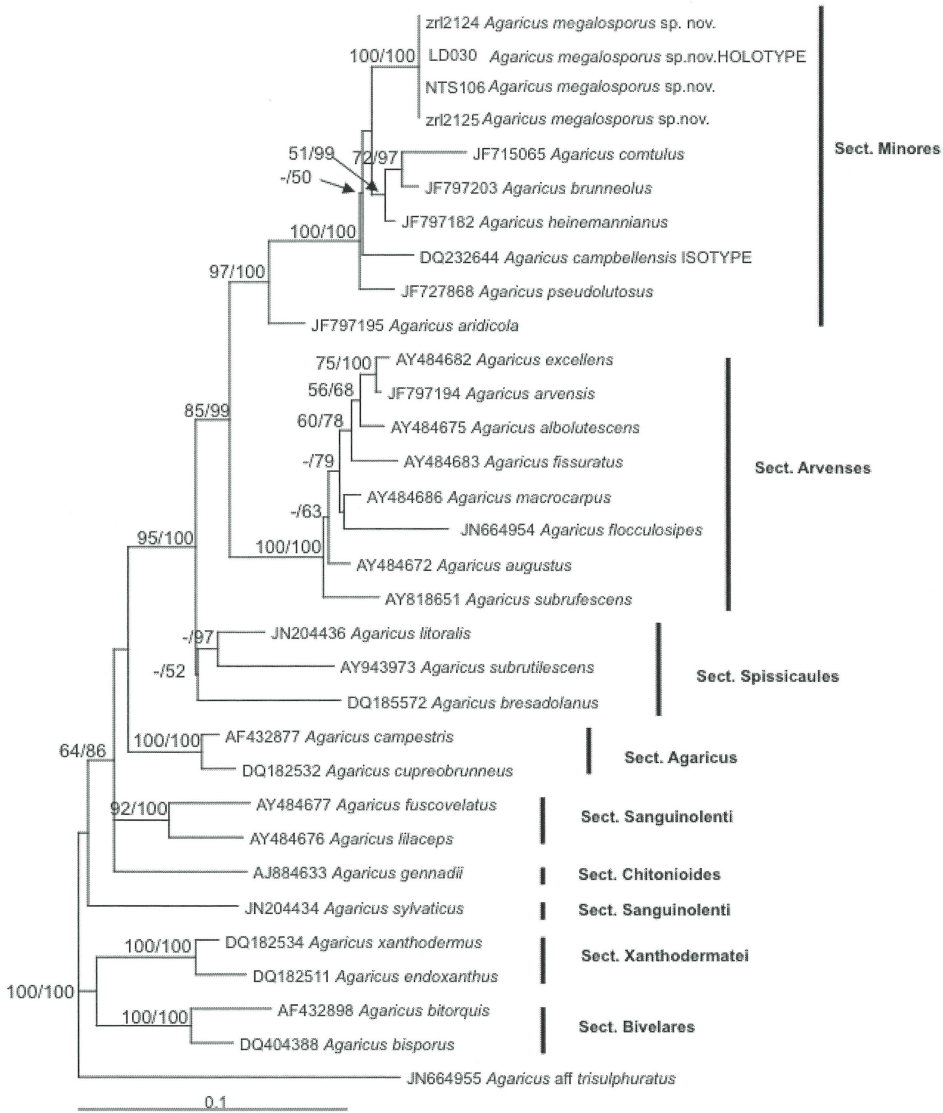 zrl2124 Agaricus megalosporus sp. nov.
100/100
LD030 Agaricus megalosporus sp.nov.HOLOTYPE
NTS106 Agaricus megalosporus sp.nov.
zrl2125 Agaricus megalosporus sp.nov.
Sect. Minores
51/99
72/97
JF715065 Agaricus comtulus
-/50
JF797203 Agaricus brunneolus
JF797182 Agaricus heinemannianus
100/100
DQ232644 Agaricus campbellensis ISOTYPE
97/100
JF727868 Agaricus pseudolutosus
JF797195 Agaricus aridicola
75/100
AY484682 Agaricus excellens
56/68
JF797194 Agaricus arvensis
85/99
60/78
AY484675 Agaricus albolutescens
-/79
AY484683 Agaricus fissuratus
Sect. Arvenses
AY484686 Agaricus macrocarpus
-/63
JN664954 Agaricus flocculosipes
95/100
100/100
AY484672 Agaricus augustus
AY818651 Agaricus subrufescens
-/97
JN204436 Agaricus litoralis
-/52
AY943973 Agaricus subrutilescens
Sect. Spissicaules
DQ185572 Agaricus bresadolanus
64/86
100/100
AF432877 Agaricus campestris
Sect. Agaricus
DQ182532 Agaricus cupreobrunneus
92/100
AY484677 Agaricus fuscovelatus
Sect. Sanguinolenti
AY484676 Agaricus lilaceps
AJ884633 Agaricus gennadii
Sect. Chitonioides
JN204434 Agaricus sylvaticus
Sect. Sanguinolenti
100/100
DQ182534 Agaricus xanthodermus
Sect. Xanthodermatei
DQ182511 Agaricus endoxanthus
100/100
100/100
AF432898 Agaricus bitorquis
Sect. Bivelares
DQ404388 Agaricus bisporus
JN664955 Agaricus aff trisulphuratus
0.1